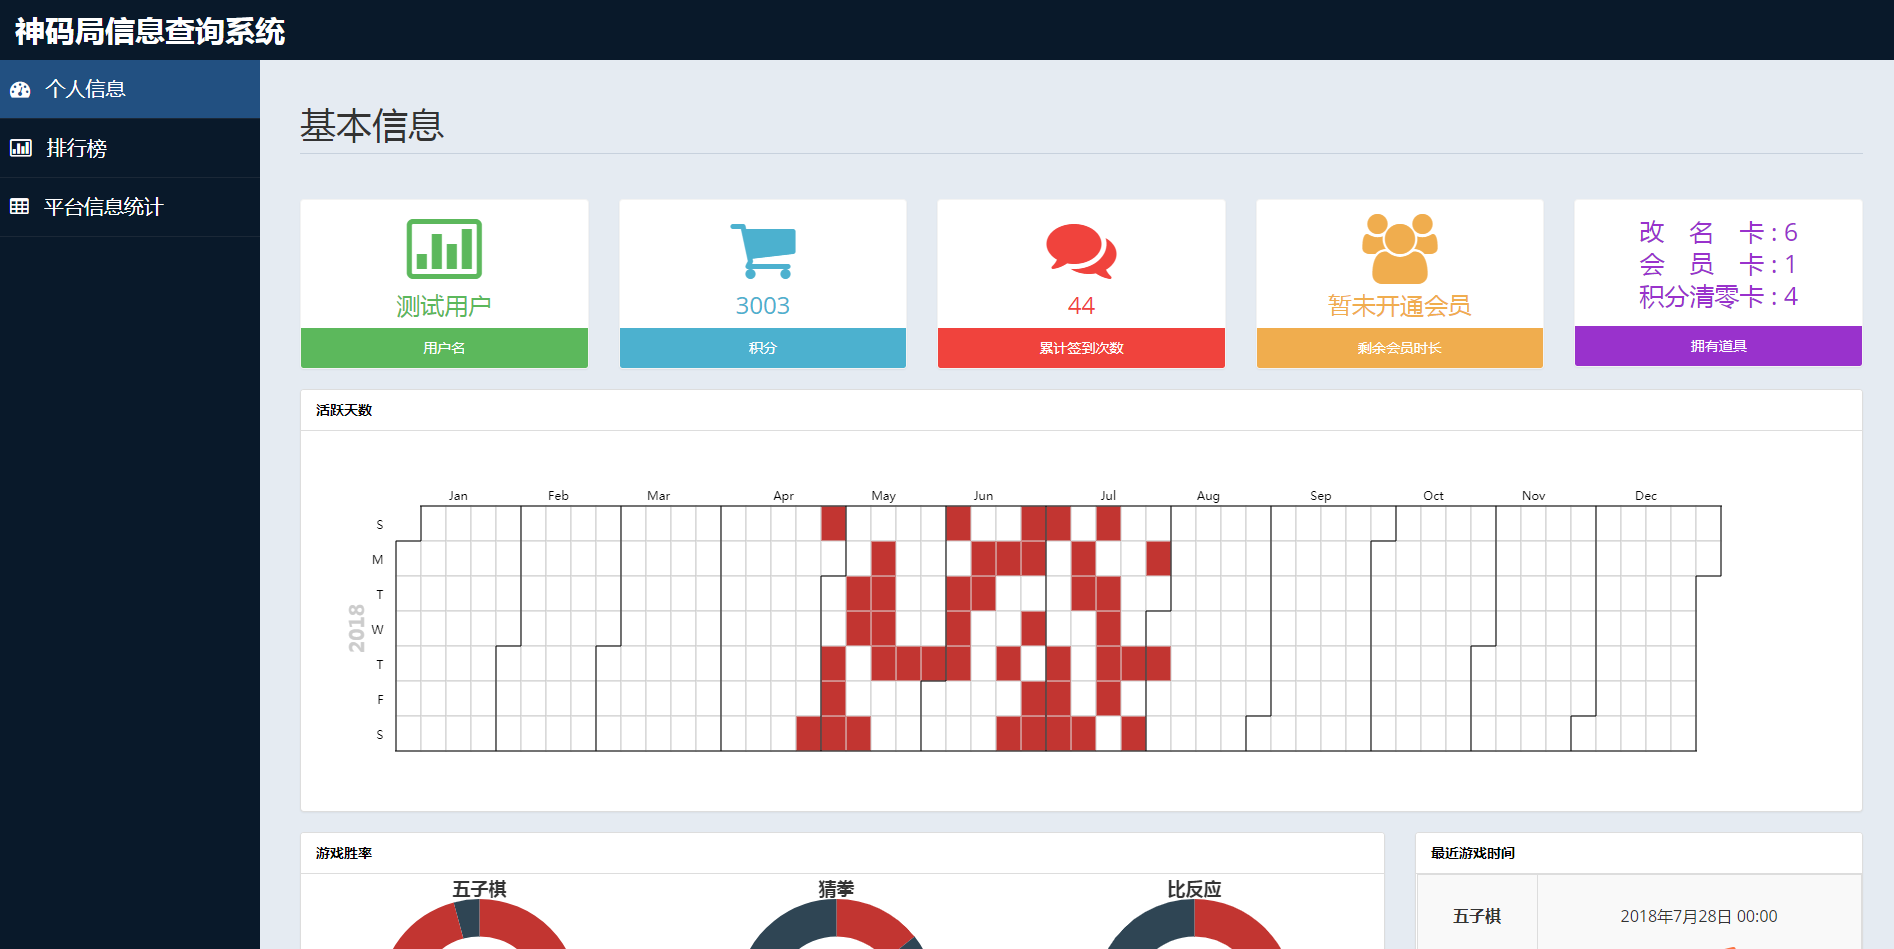 神码局信息查询系统
个人信息
排行榜
平台信息统计
基本信息
测试用户
用户名
3003
积分
44
累计签到次数
暂未开通会员
剩余会员时长
改 名 卡 : 6
会 员 卡 : 1
积分清零卡 : 4
拥有道具
活跃天数
Jan Feb Mar Apr May Jun Jul Aug Sep Oct Nov Dec
S
M
T
W
T
F
S
2018
游戏胜率
五子棋
猜拳
比反应
最近游戏时间
五子棋
2018年7月28日 00:00